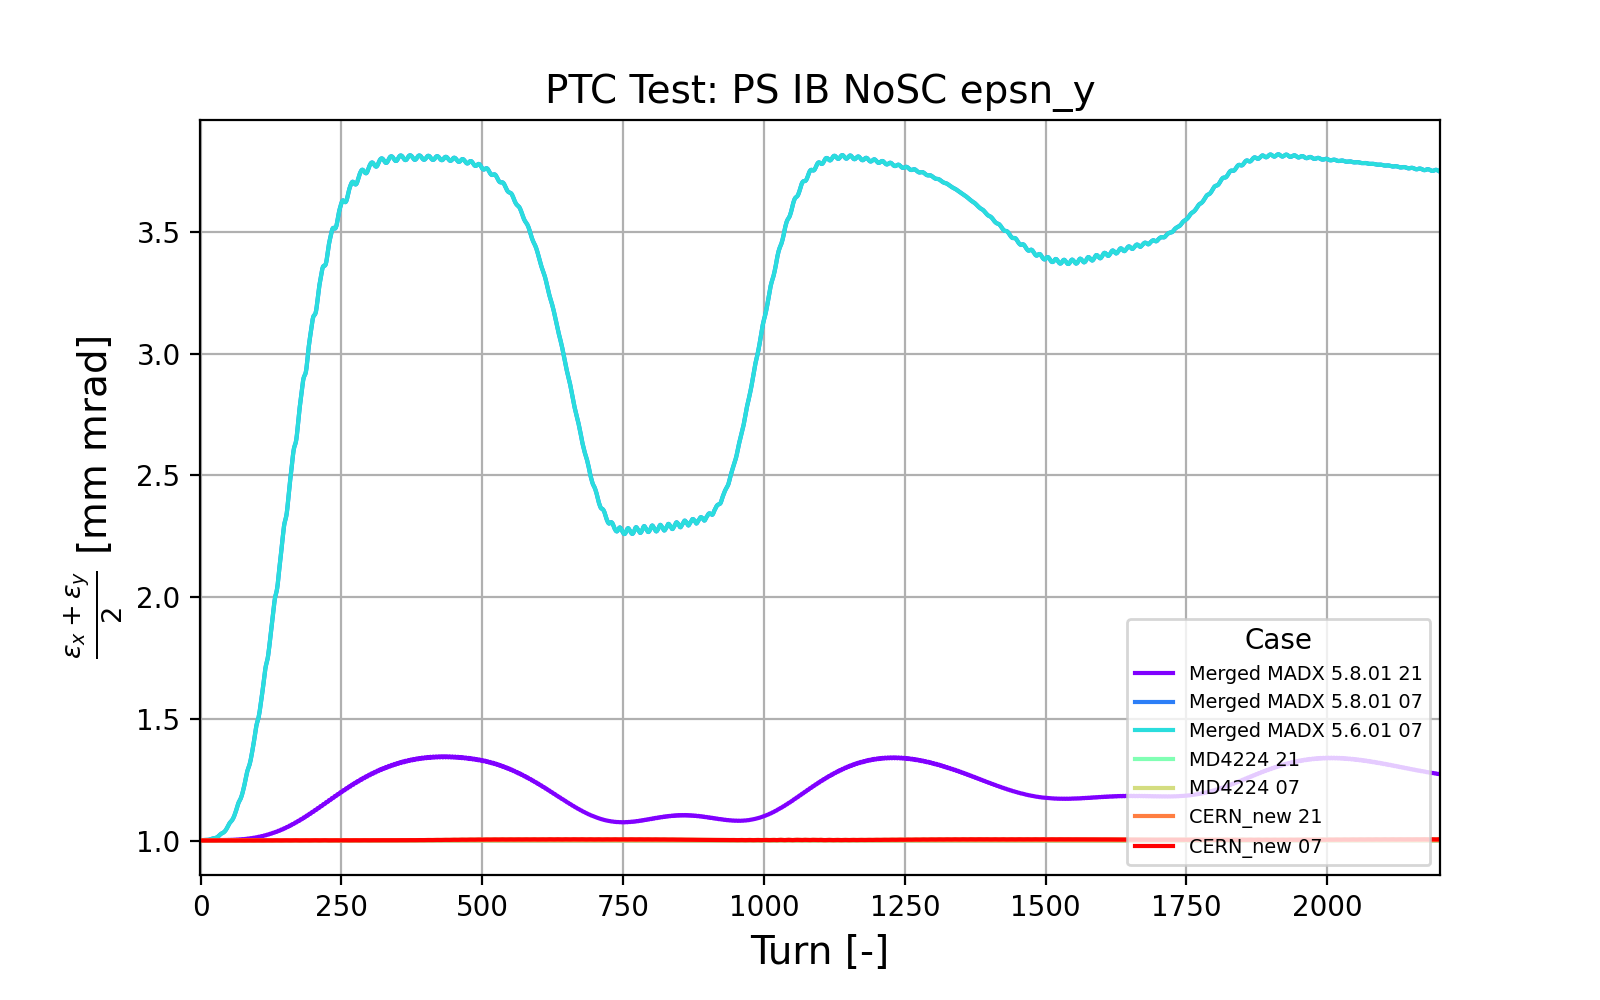 PTC Test: PS IB NoSC epsn_y
εx + εy
2
[mm mrad]
3.5
3.0
2.5
2.0
1.5
1.0
Case
Merged MADX 5.8.01 21
Merged MADX 5.8.01 07
Merged MADX 5.6.01 07
MD4224 21
MD4224 07
CERN_new 21
CERN_new 07
0 250 500 750 1000 1250 1500 1750 2000
Turn [-]